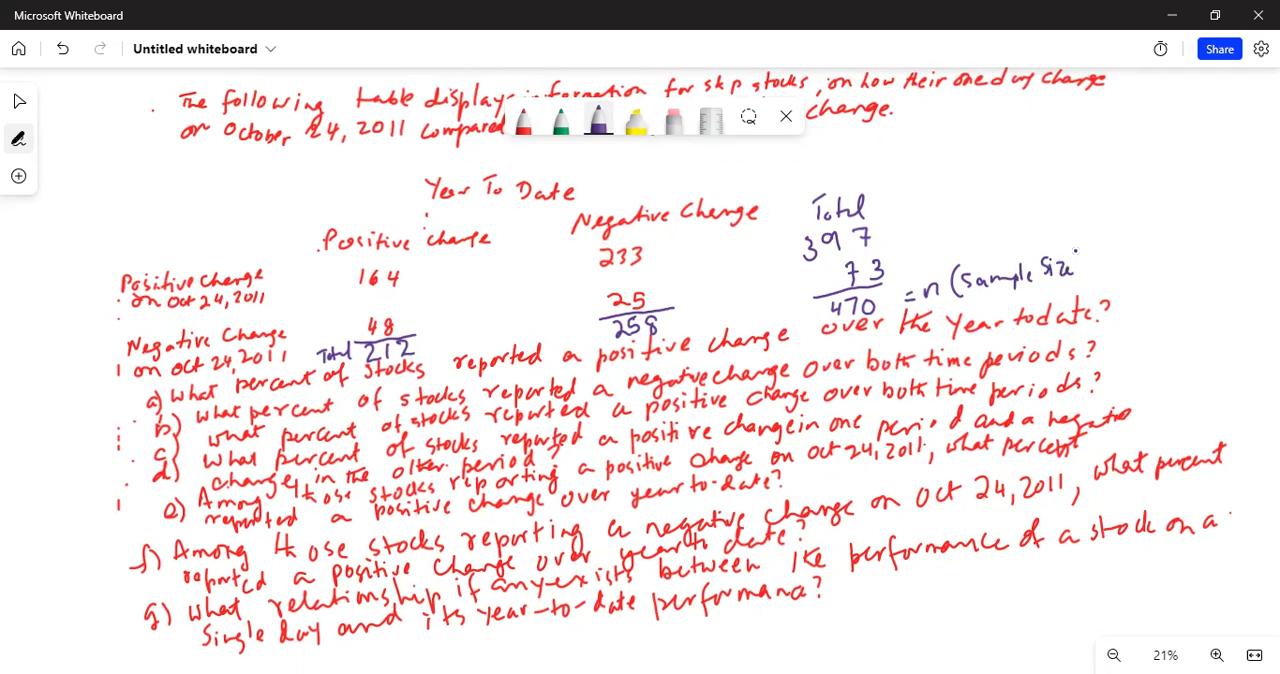 Microsoft Whiteboard
Untitled whiteboard
Share
The following table displays information for S&P stocks, on how their one day change
on October 24, 2011 compared change.
Year To Date
Positive change Negative Change Total
Positive Change on Oct 24, 2011 164 233 397
Negative Change on Oct 24, 2011 48 25 73
Total 212 258 470 = n (Sample Size
a) What percent of stocks reported a positive change over the Year to date?
b) What percent of stocks reported a negative change over both time periods?
c) What percent of stocks reported a positive change over both time periods?
d) What percent of stocks reported a positive change in one period and a negative
change in the other period?
e) Among those stocks reporting a positive change on Oct 24, 2011, what percent
reported a positive change over year-to-date?
f) Among those stocks reporting a negative change on Oct 24, 2011, what percent
reported a positive change over year to date?
g) What relationship if any exists between the performance of a stock on a
single day and its year-to-date performance?
21%